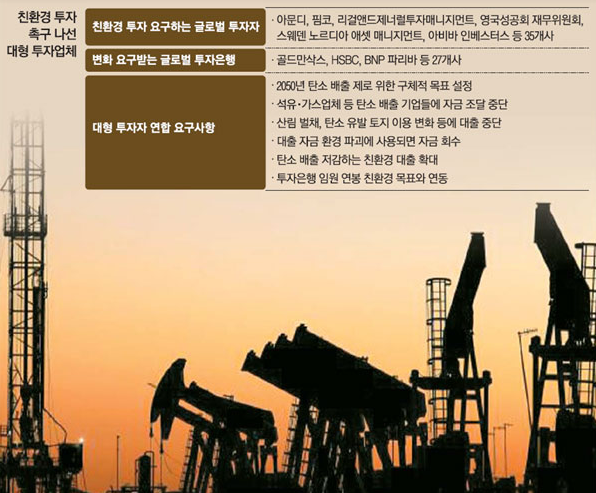 친환경 투자
촉구 나선
대형 투자업체
친환경 투자 요구하는 글로벌 투자자
· 아문디, 핌코, 리걸앤드제너럴투자매니지먼트, 영국성공회 재무위원회,
스웨덴 노르디아 애셋 매니지먼트, 아비바 인베스터스 등 35개사
변화 요구받는 글로벌 투자은행
· 골드만삭스, HSBC, BNP 파리바 등 27개사
대형 투자자 연합 요구사항
· 2050년 탄소 배출 제로 위한 구체적 목표 설정
· 석유·가스업체 등 탄소 배출 기업들에 자금 조달 중단
· 산림 벌채, 탄소 유발 토지 이용 변화 등에 대출 중단
· 대출 자금 환경 파괴에 사용되면 자금 회수
· 탄소 배출 저감하는 친환경 대출 확대
· 투자은행 임원 연봉 친환경 목표와 연동